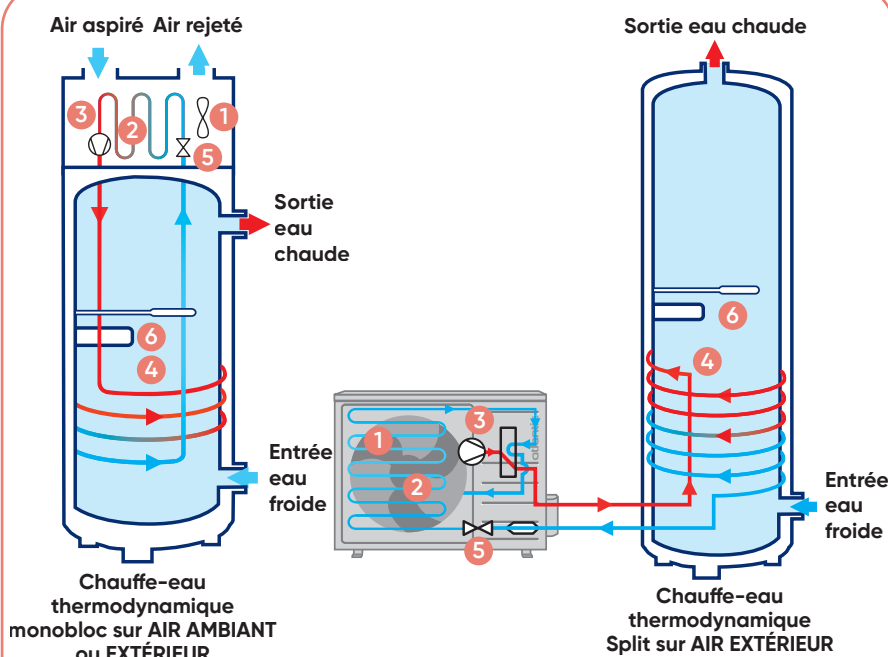 Air aspiré Air rejeté
3
2
1
5
Sortie
eau
chaude
6
4
Entrée
eau
froide
Chauffe-eau
thermodynamique
monobloc sur AIR AMBIANT
ou EXTÉRIEUR
1
2
3
atlantic
5
Sortie eau chaude
6
4
Entrée
eau
froide
Chauffe-eau
thermodynamique
Split sur AIR EXTÉRIEUR